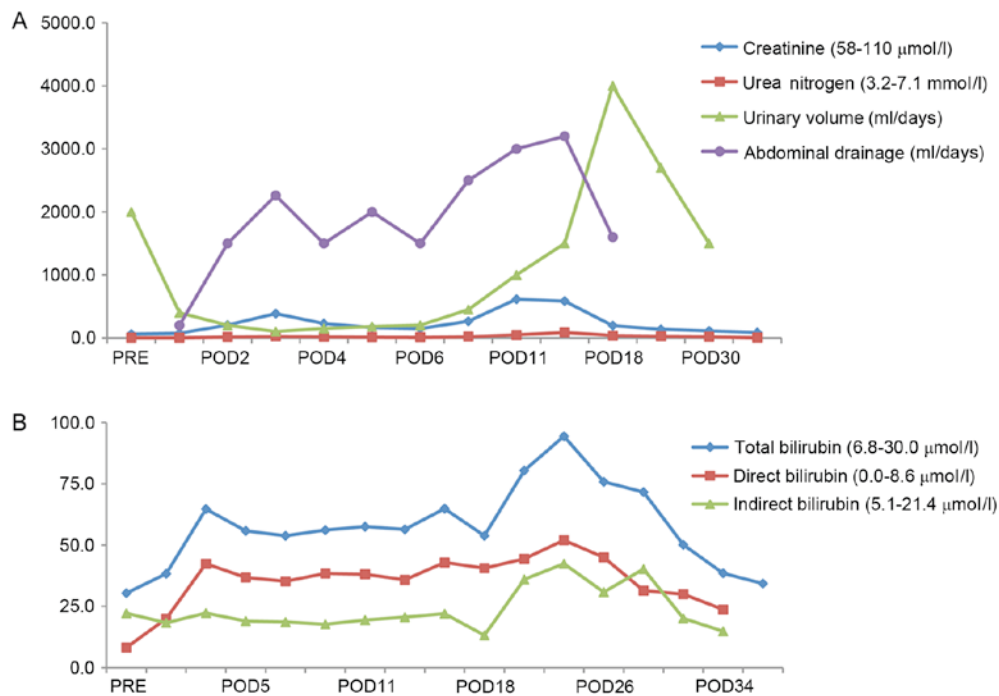 A
5000.0
4000.0
3000.0
2000.0
1000.0
0.0
PRE POD2 POD4 POD6 POD11 POD18 POD30
Creatinine (58-110 μmol/l)
Urea nitrogen (3.2-7.1 mmol/l)
Urinary volume (ml/days)
Abdominal drainage (ml/days)
B
100.0
75.0
50.0
25.0
0.0
PRE POD5 POD11 POD18 POD26 POD34
Total bilirubin (6.8-30.0 μmol/l)
Direct bilirubin (0.0-8.6 μmol/l)
Indirect bilirubin (5.1-21.4 μmol/l)